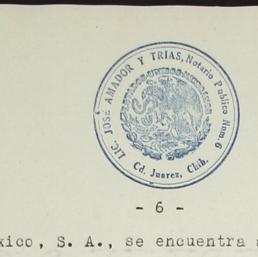 LIC. JOSE AMADOR Y TRIAS, Notario Publico Num. 6
Cd. Juarez, Chih.
- 6 -
xico, S. A., se encuentra